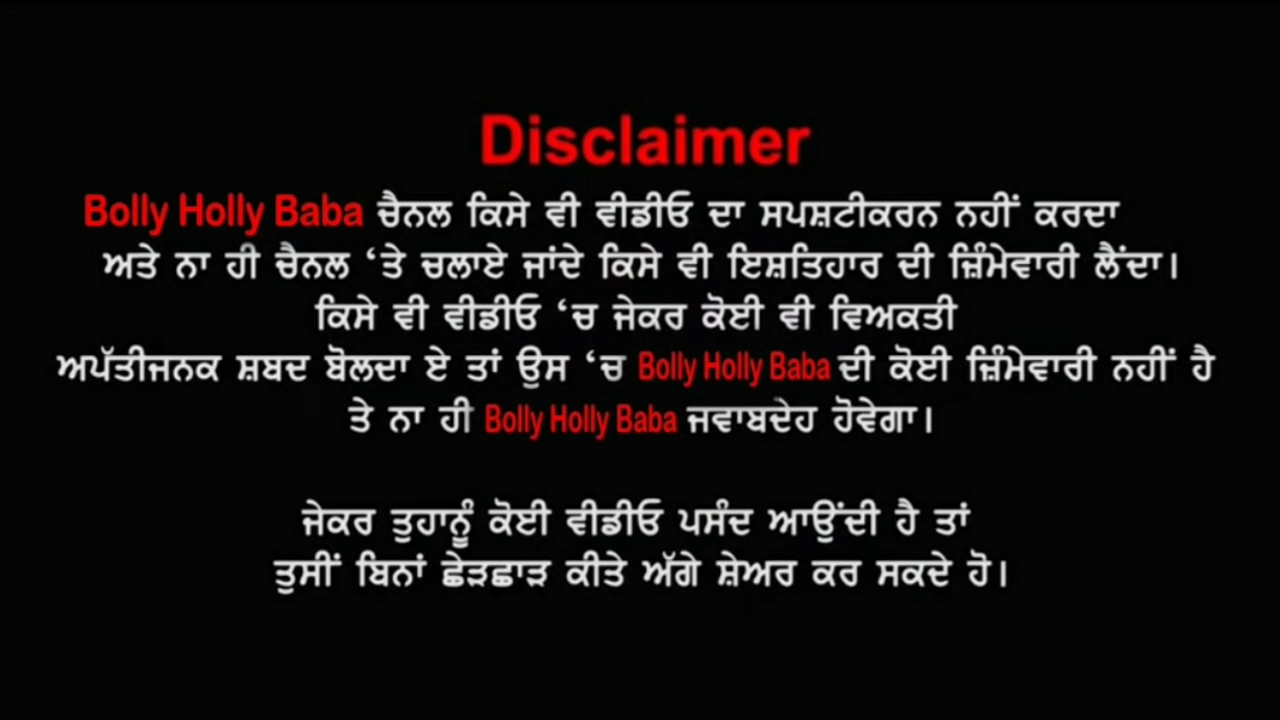 Disclaimer
Bolly Holly Baba ਚੈਨਲ ਕਿਸੇ ਵੀ ਵੀਡੀਓ ਦਾ ਸਪਸ਼ਟੀਕਰਨ ਨਹੀਂ ਕਰਦਾ
ਅਤੇ ਨਾ ਹੀ ਚੈਨਲ ‘ਤੇ ਚਲਾਏ ਜਾਂਦੇ ਕਿਸੇ ਵੀ ਇਸ਼ਤਿਹਾਰ ਦੀ ਜ਼ਿੰਮੇਵਾਰੀ ਲੈਂਦਾ।
ਕਿਸੇ ਵੀ ਵੀਡੀਓ ‘ਚ ਜੇਕਰ ਕੋਈ ਵੀ ਵਿਅਕਤੀ
ਅਪੱਤੀਜਨਕ ਸ਼ਬਦ ਬੋਲਦਾ ਏ ਤਾਂ ਉਸ ‘ਚ Bolly Holly Baba ਦੀ ਕੋਈ ਜ਼ਿੰਮੇਵਾਰੀ ਨਹੀਂ ਹੈ
ਤੇ ਨਾ ਹੀ Bolly Holly Baba ਜਵਾਬਦੇਹ ਹੋਵੇਗਾ।
ਜੇਕਰ ਤੁਹਾਨੂੰ ਕੋਈ ਵੀਡੀਓ ਪਸੰਦ ਆਉਂਦੀ ਹੈ ਤਾਂ
ਤੁਸੀਂ ਬਿਨਾਂ ਛੇੜਛਾੜ ਕੀਤੇ ਅੱਗੇ ਸ਼ੇਅਰ ਕਰ ਸਕਦੇ ਹੋ।